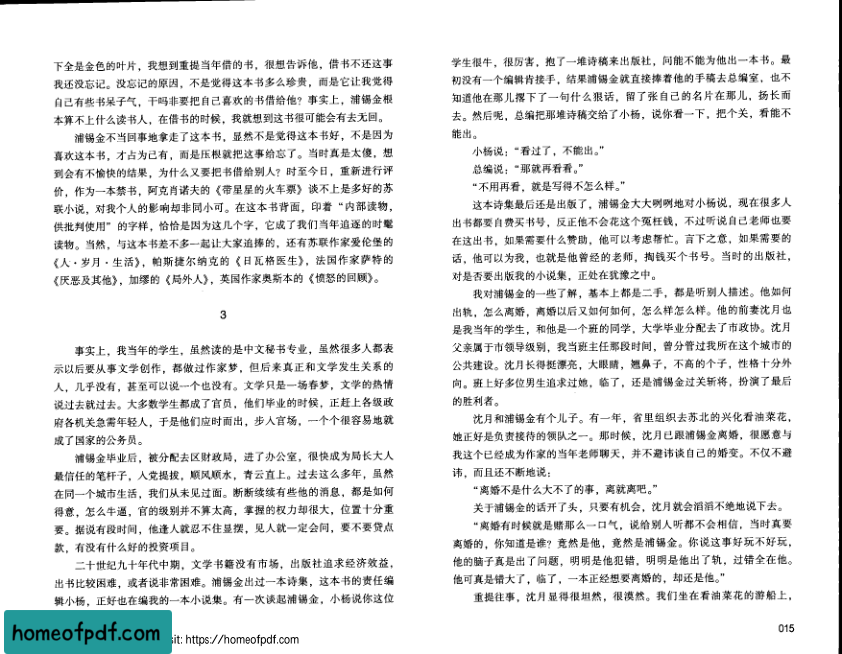 下全是金色的叶片，我想到重提当年借的书，很想告诉他，借书不还这事
我还没忘记。没忘记的原因，不是觉得这本书多么珍贵，而是它让我觉得
自己有些书呆子气，干吗非要把自己喜欢的书借给他？事实上，浦锡金根
本算不上什么读书人，在借书的时候，我就想到这书很可能会有去无回。
浦锡金不当回事地拿走了这本书，显然不是觉得这本书好，不是因为
喜欢这本书，才占为己有，而是压根就把这事给忘了。当时真是太傻，想
到会有不愉快的结果，为什么又要把书借给别人？时至今日，重新进行评
价，作为一本禁书，阿克肖诺夫的《带星星的火车票》谈不上是多好的苏
联小说，对我个人的影响却非同小可。在这本书背面，印着“内部读物，
供批判使用”的字样，恰恰是因为这几个字，它成了我们当年追逐的时髦
读物。当然，与这本书差不多一起让大家追捧的，还有苏联作家爱伦堡的
《人·岁月·生活》，帕斯捷尔纳克的《日瓦格医生》，法国作家萨特的
《厌恶及其他》，加缪的《局外人》，英国作家奥斯本的《愤怒的回顾》。
3
事实上，我当年的学生，虽然读的是中文秘书专业，虽然很多人都表
示以后要从事文学创作，都做过作家梦，但后来真正和文学发生关系的
人，几乎没有，甚至可以说一个也没有。文学只是一场春梦，文学的热情
说过去就过去。大多数学生都成了官员，他们毕业的时候，正赶上各级政
府各机关急需年轻人，于是他们应时而出，步入官场，一个个很容易地就
成了国家的公务员。
浦锡金毕业后，被分配去区财政局，进了办公室，很快成为局长大人
最信任的笔杆子，入党提拔，顺风顺水，青云直上。过去这么多年，虽然
在同一个城市生活，我们从未见过面。断断续续有些他的消息，都是如何
得意，怎么牛逼，官的级别并不算太高，掌握的权力却很大，位置十分重
要。据说有段时间，他逢人就忍不住显摆，见人就一定会问，要不要贷点
款，有没有什么好的投资项目。
二十世纪九十年代中期，文学书籍没有市场，出版社追求经济效益，
出书比较困难，或者说非常困难。浦锡金出过一本诗集，这本书的责任编
辑小杨，正好也在编我的一本小说集。有一次谈起浦锡金，小杨说你这位
学生很牛，很厉害，抱了一堆诗稿来出版社，问能不能为他出一本书。最
初没有一个编辑肯接手，结果浦锡金就直接捧着他的手稿去总编室，也不
知道他在那儿撂下了一句什么狠话，留了张自己的名片在那儿，扬长而
去。然后呢，总编把那堆诗稿交给了小杨，说你看一下，把个关，看能不
能出。
小杨说：“看过了，不能出。”
总编说：“那就再看看。”
“不用再看，就是写得不怎么样。”
这本诗集最后还是出版了，浦锡金大大咧咧地对小杨说，现在很多人
出书都要自费买书号，反正他不会花这个冤枉钱，不过听说自己老师也要
在这出书，如果需要什么赞助，他可以考虑帮忙。言下之意，如果需要的
话，他可以为我，也就是他曾经的老师，掏钱买个书号。当时的出版社，
对是否要出版我的小说集，正处在犹豫之中。
我对浦锡金的一些了解，基本上都是二手，都是听别人描述。他如何
出轨，怎么离婚，离婚以后又如何如何，怎么样怎么样。他的前妻沈月也
是我当年的学生，和他是一个班的同学，大学毕业分配去了市政协。沈月
父亲属于市领导级别，我当班主任那段时间，曾分管过我所在这个城市的
公共建设。沈月长得挺漂亮，大眼睛，翘鼻子，不高的个子，性格十分外
向。班上好多位男生追求过她，临了，还是浦锡金过关斩将，扮演了最后
的胜利者。
沈月和浦锡金有个儿子。有一年，省里组织去苏北的兴化看油菜花，
她正好是负责接待的领队之一。那时候，沈月已跟浦锡金离婚，很愿意与
我这个已经成为作家的当年老师聊天，并不避讳谈自己的婚变。不仅不避
讳，而且还不断地说：
“离婚不是什么大不了的事，离就离吧。”
关于浦锡金的话开了头，只要有机会，沈月就会滔滔不绝地说下去。
“离婚有时候就是赌那么一口气，说给别人听都不会相信，当时真要
离婚的，你知道是谁？竟然是他，竟然是浦锡金。你说这事好玩不好玩，
他的脑子真是出了问题，明明是他犯错，明明是他出了轨，过错全在他。
他可真是错大了，临了，一本正经想要离婚的，却还是他。”
重提往事，沈月显得很坦然，很漠然。我们坐在看油菜花的游船上，
015
homeofpdf.com
sit: https://homeofpdf.com